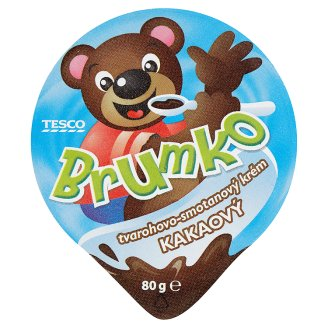 TESCO
Brumko
tvarohovo-smotanový krém
KAKAOVÝ
80 g ℮